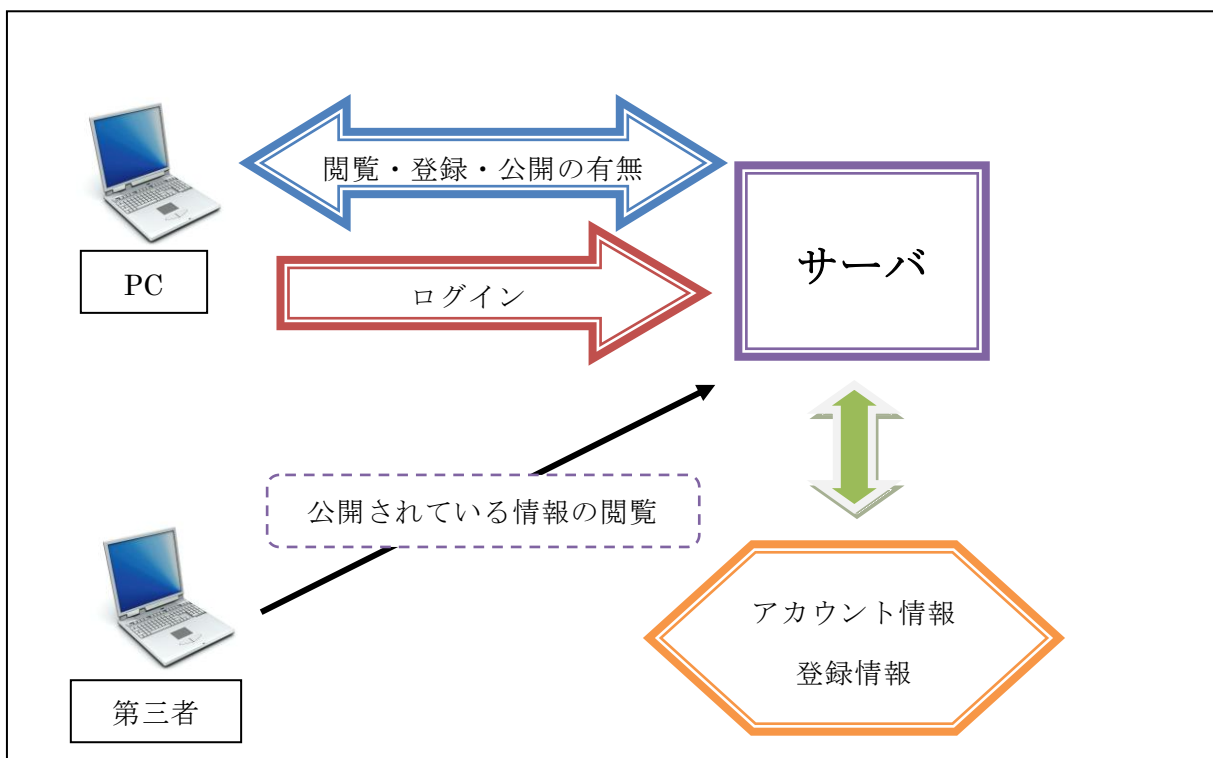 閲覧・登録・公開の有無
サーバ
PC
ログイン
公開されている情報の閲覧
アカウント情報
登録情報
第三者